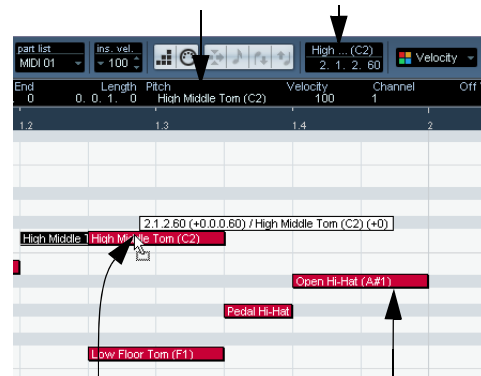 part list
ins. vel.
High ... (C2)
MIDI 01
100
2. 1. 2. 60
Velocity
End
Length
Pitch
Velocity
Channel
Off
0
0. 0. 1. 0
High Middle Tom (C2)
100
1
1.2
1.3
1.4
2
2.1.2.60 (+0.0.0.60) / High Middle Tom (C2) (+0)
High Middle T
High Middle Tom (C2)
Open Hi-Hat (A#1)
Pedal Hi-Hat
Low Floor Tom (F1)